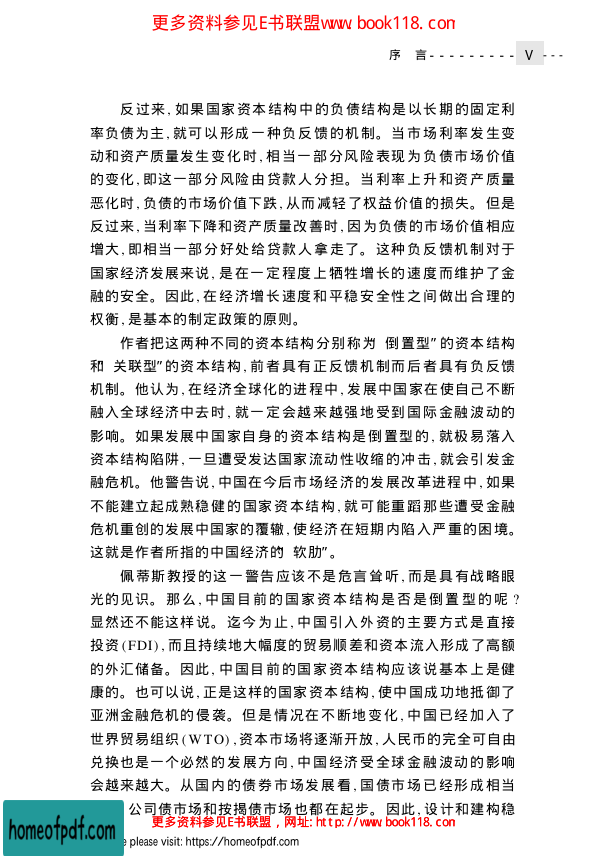 更多资料参见E书联盟www.book118.com
序 言--------- V ---
反过来,如果国家资本结构中的负债结构是以长期的固定利
率负债为主,就可以形成一种负反馈的机制。当市场利率发生变
动和资产质量发生变化时,相当一部分风险表现为负债市场价值
的变化,即这一部分风险由贷款人分担。当利率上升和资产质量
恶化时,负债的市场价值下跌,从而减轻了权益价值的损失。但是
反过来,当利率下降和资产质量改善时,因为负债的市场价值相应
增大,即相当一部分好处给贷款人拿走了。这种负反馈机制对于
国家经济发展来说,是在一定程度上牺牲增长的速度而维护了金
融的安全。因此,在经济增长速度和平稳安全性之间做出合理的
权衡,是基本的制定政策的原则。
作者把这两种不同的资本结构分别称为“倒置型”的资本结构
和“关联型”的资本结构,前者具有正反馈机制而后者具有负反馈
机制。他认为,在经济全球化的进程中,发展中国家在使自己不断
融入全球经济中去时,就一定会越来越强地受到国际金融波动的
影响。如果发展中国家自身的资本结构是倒置型的,就极易落入
资本结构陷阱,一旦遭受发达国家流动性收缩的冲击,就会引发金
融危机。他警告说,中国在今后市场经济的发展改革进程中,如果
不能建立起成熟稳健的国家资本结构,就可能重蹈那些遭受金融
危机重创的发展中国家的覆辙,使经济在短期内陷入严重的困境。
这就是作者所指的中国经济的“软肋”。
佩蒂斯教授的这一警告应该不是危言耸听,而是具有战略眼
光的见识。那么,中国目前的国家资本结构是否是倒置型的呢?
显然还不能这样说。迄今为止,中国引入外资的主要方式是直接
投资(FDI),而且持续地大幅度的贸易顺差和资本流入形成了高额
的外汇储备。因此,中国目前的国家资本结构应该说基本上是健
康的。也可以说,正是这样的国家资本结构,使中国成功地抵御了
亚洲金融危机的侵袭。但是情况在不断地变化,中国已经加入了
世界贸易组织(WTO),资本市场将逐渐开放,人民币的完全可自由
兑换也是一个必然的发展方向,中国经济受全球金融波动的影响
会越来越大。从国内的债券市场发展看,国债市场已经形成相当
公司债市场和按揭债市场也都在起步。因此,设计和建构稳
更多资料参见E书联盟，网址:http://www.book118.com
homeofpdf.com
please visit: https://homeofpdf.com